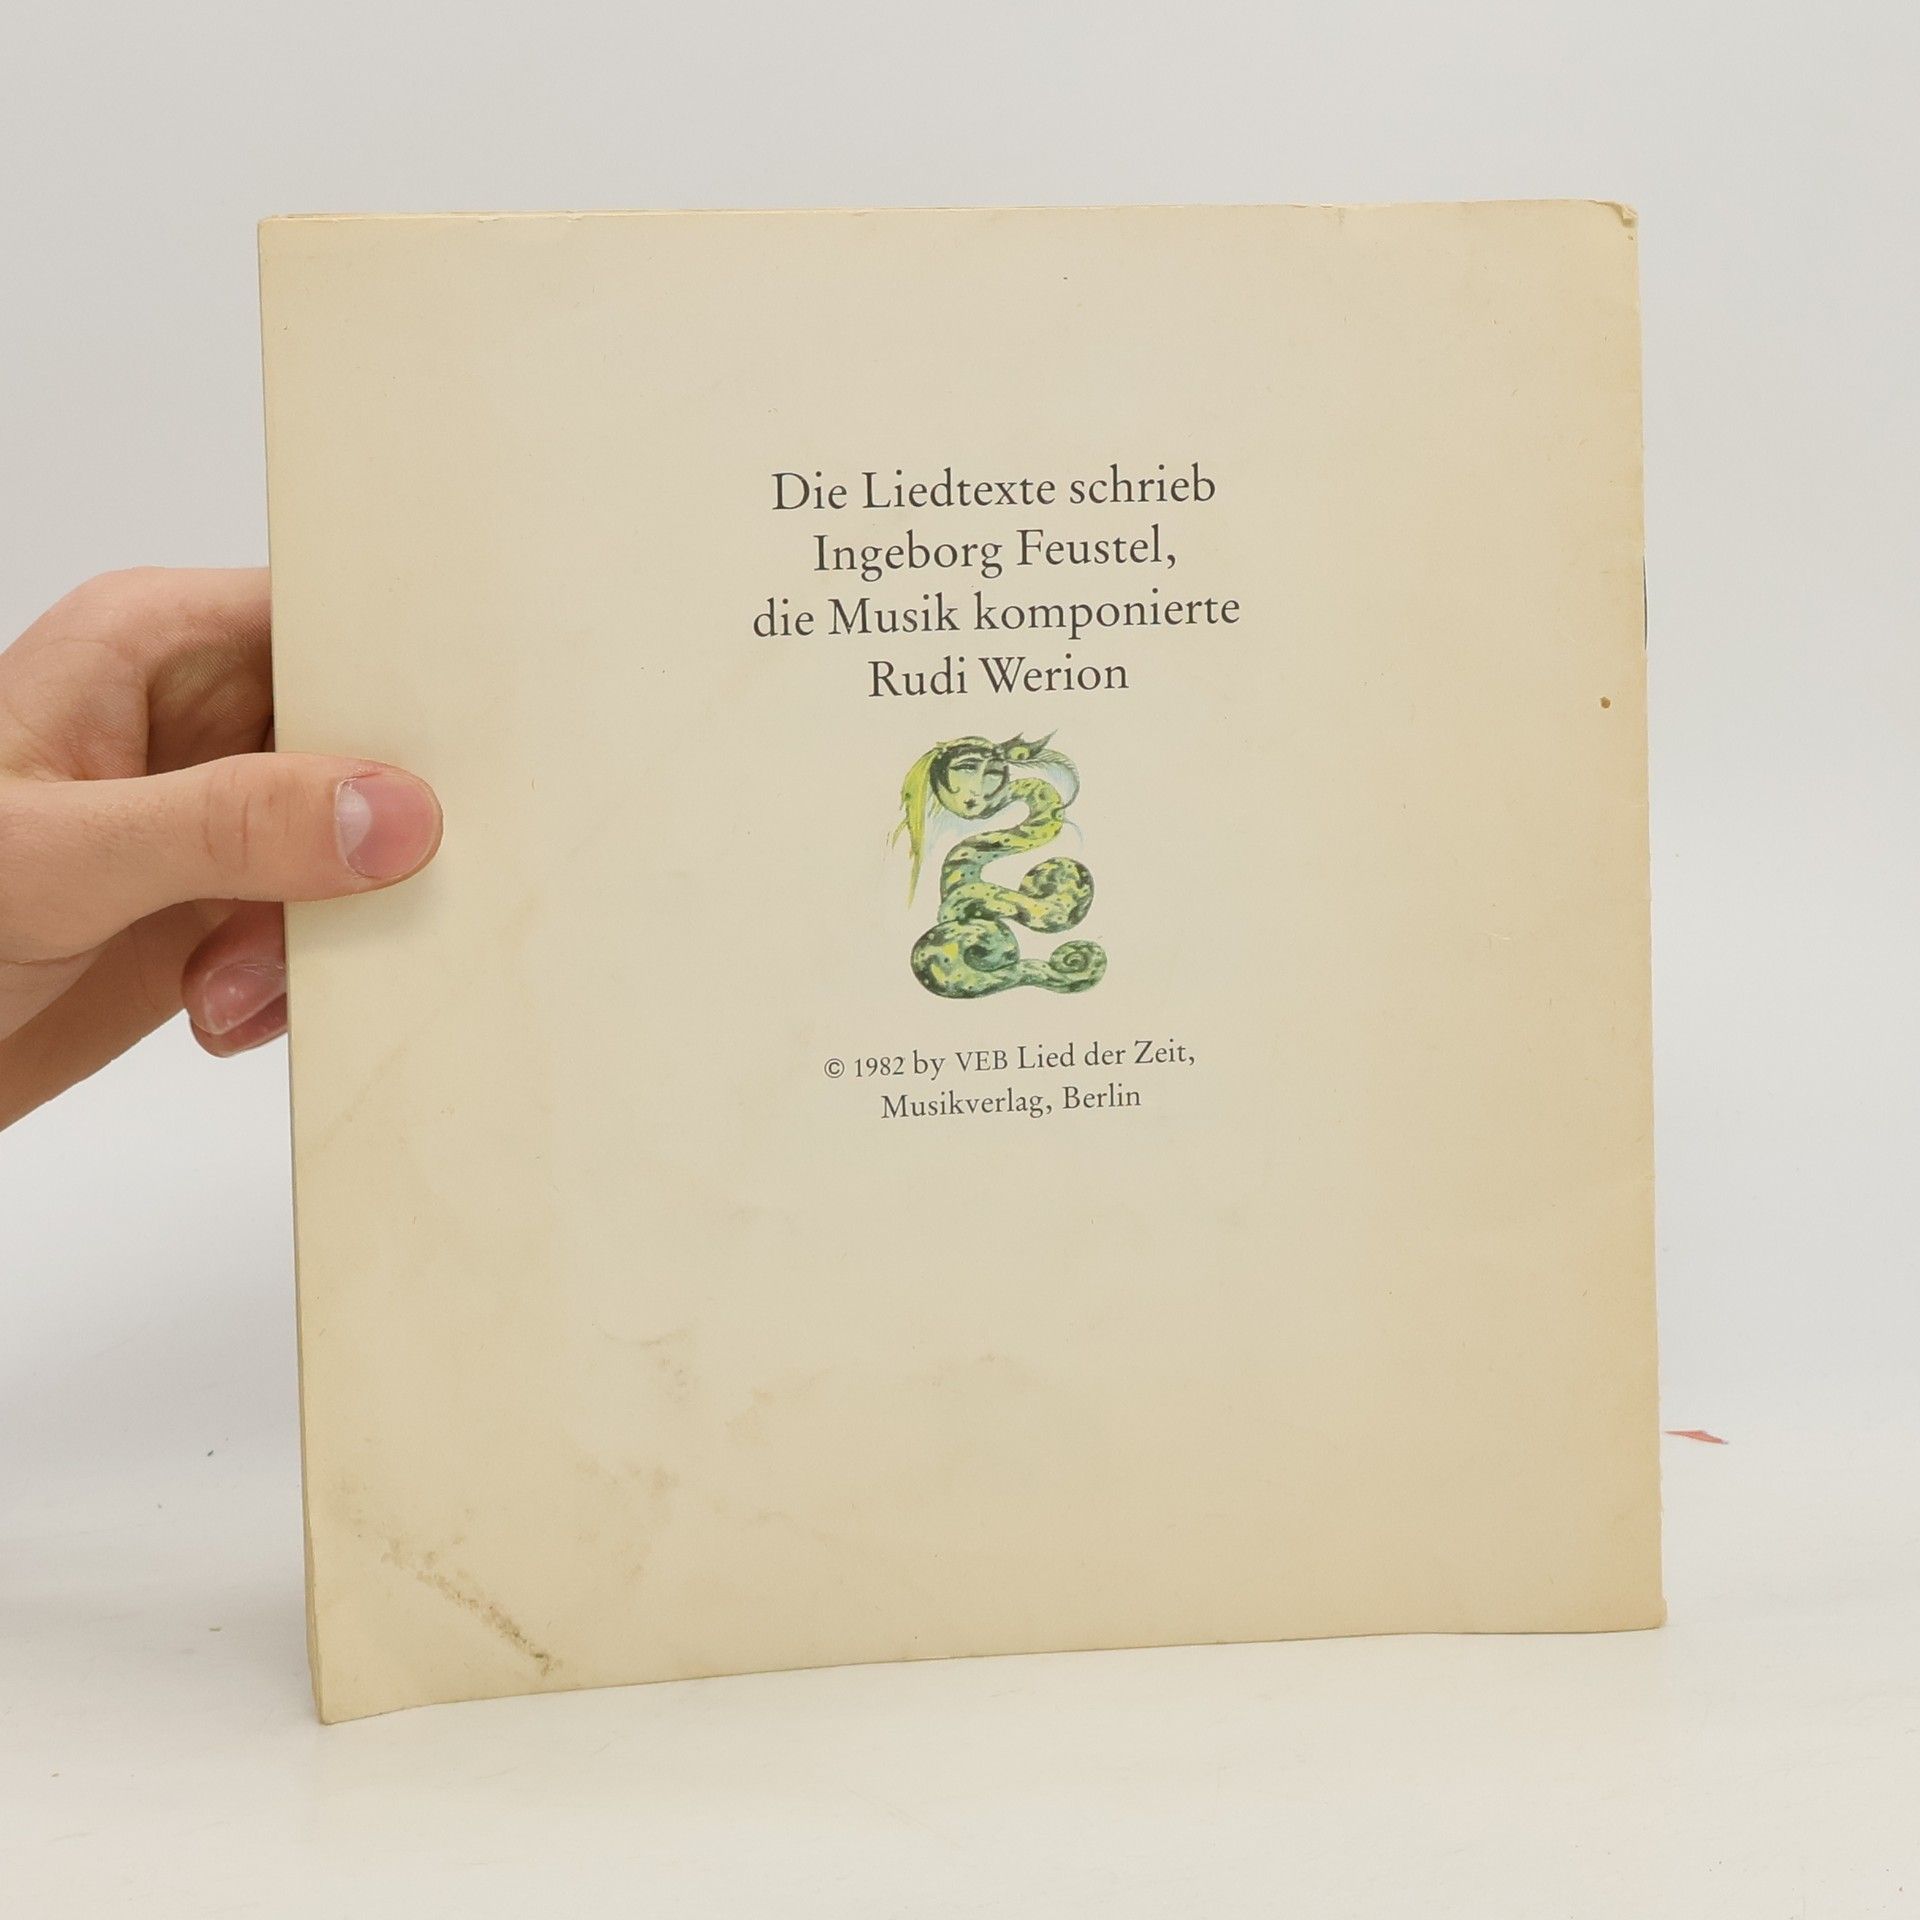 Die Liedtexte schrieb
Ingeborg Feustel,
die Musik komponierte
Rudi Werion
© 1982 by VEB Lied der Zeit,
Musikverlag, Berlin